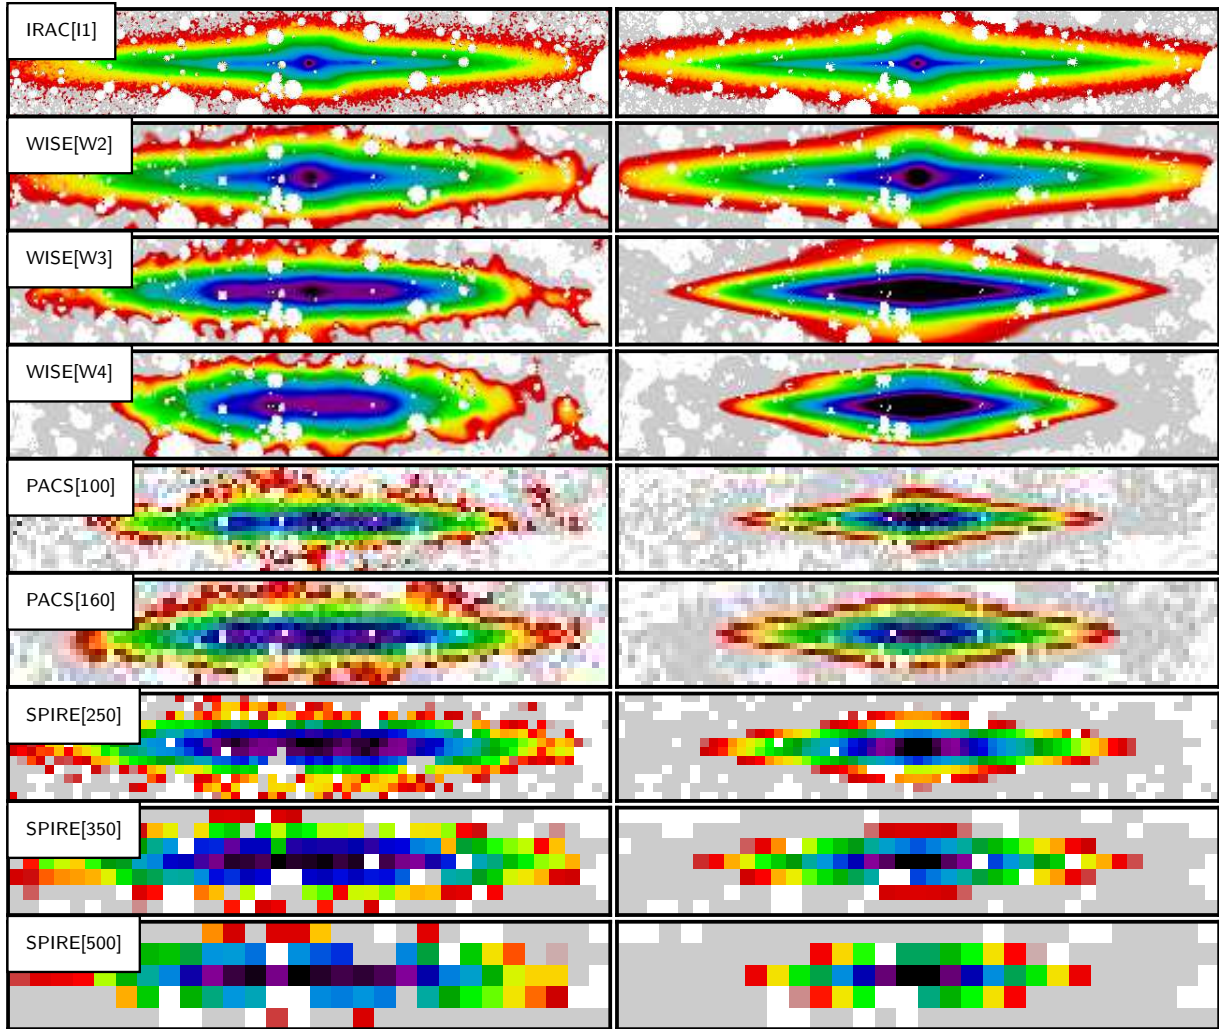 IRAC[I1]
WISE[W2]
WISE[W3]
WISE[W4]
PACS[100]
PACS[160]
SPIRE[250]
SPIRE[350]
SPIRE[500]